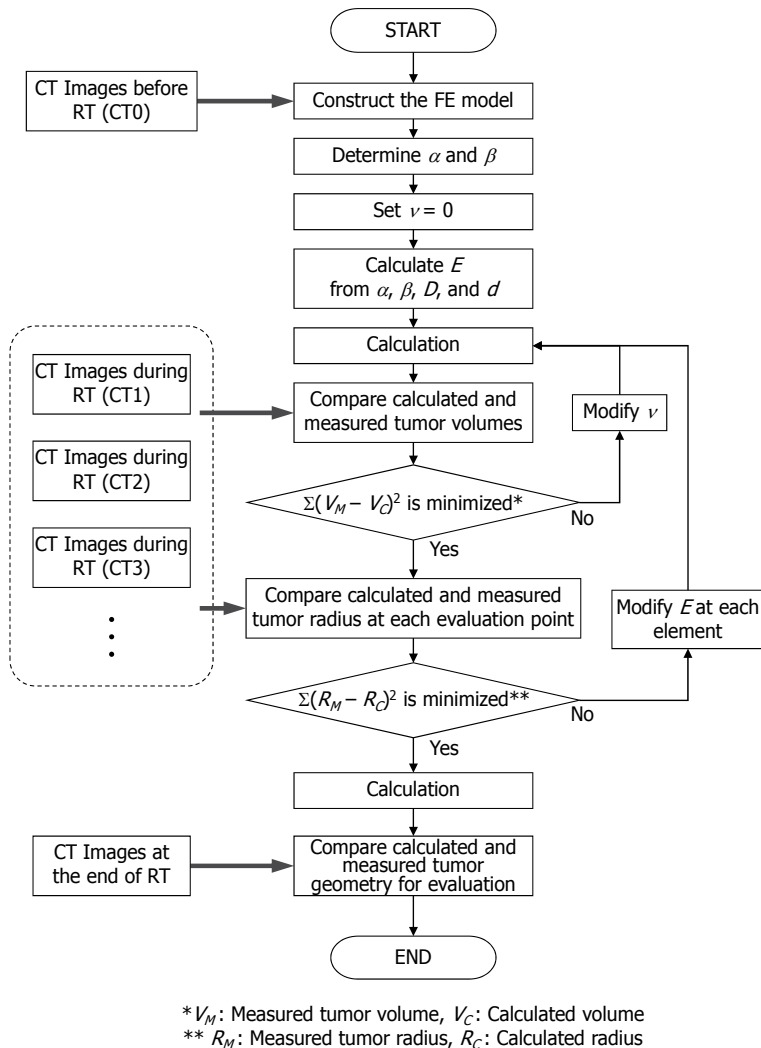 START
CT Images before
RT (CT0)
Construct the FE model
Determine α and β
Set ν = 0
Calculate E
from α, β, D, and d
Calculation
CT Images during
RT (CT1)
Compare calculated and
measured tumor volumes
Modify ν
CT Images during
RT (CT2)
Σ(V_M – V_C)² is minimized*
No
Yes
CT Images during
RT (CT3)
Compare calculated and measured
tumor radius at each evaluation point
Modify E at each
element
Σ(R_M – R_C)² is minimized**
No
Yes
Calculation
CT Images at
the end of RT
Compare calculated and
measured tumor
geometry for evaluation
END
*V_M: Measured tumor volume, V_C: Calculated volume
** R_M: Measured tumor radius, R_C: Calculated radius